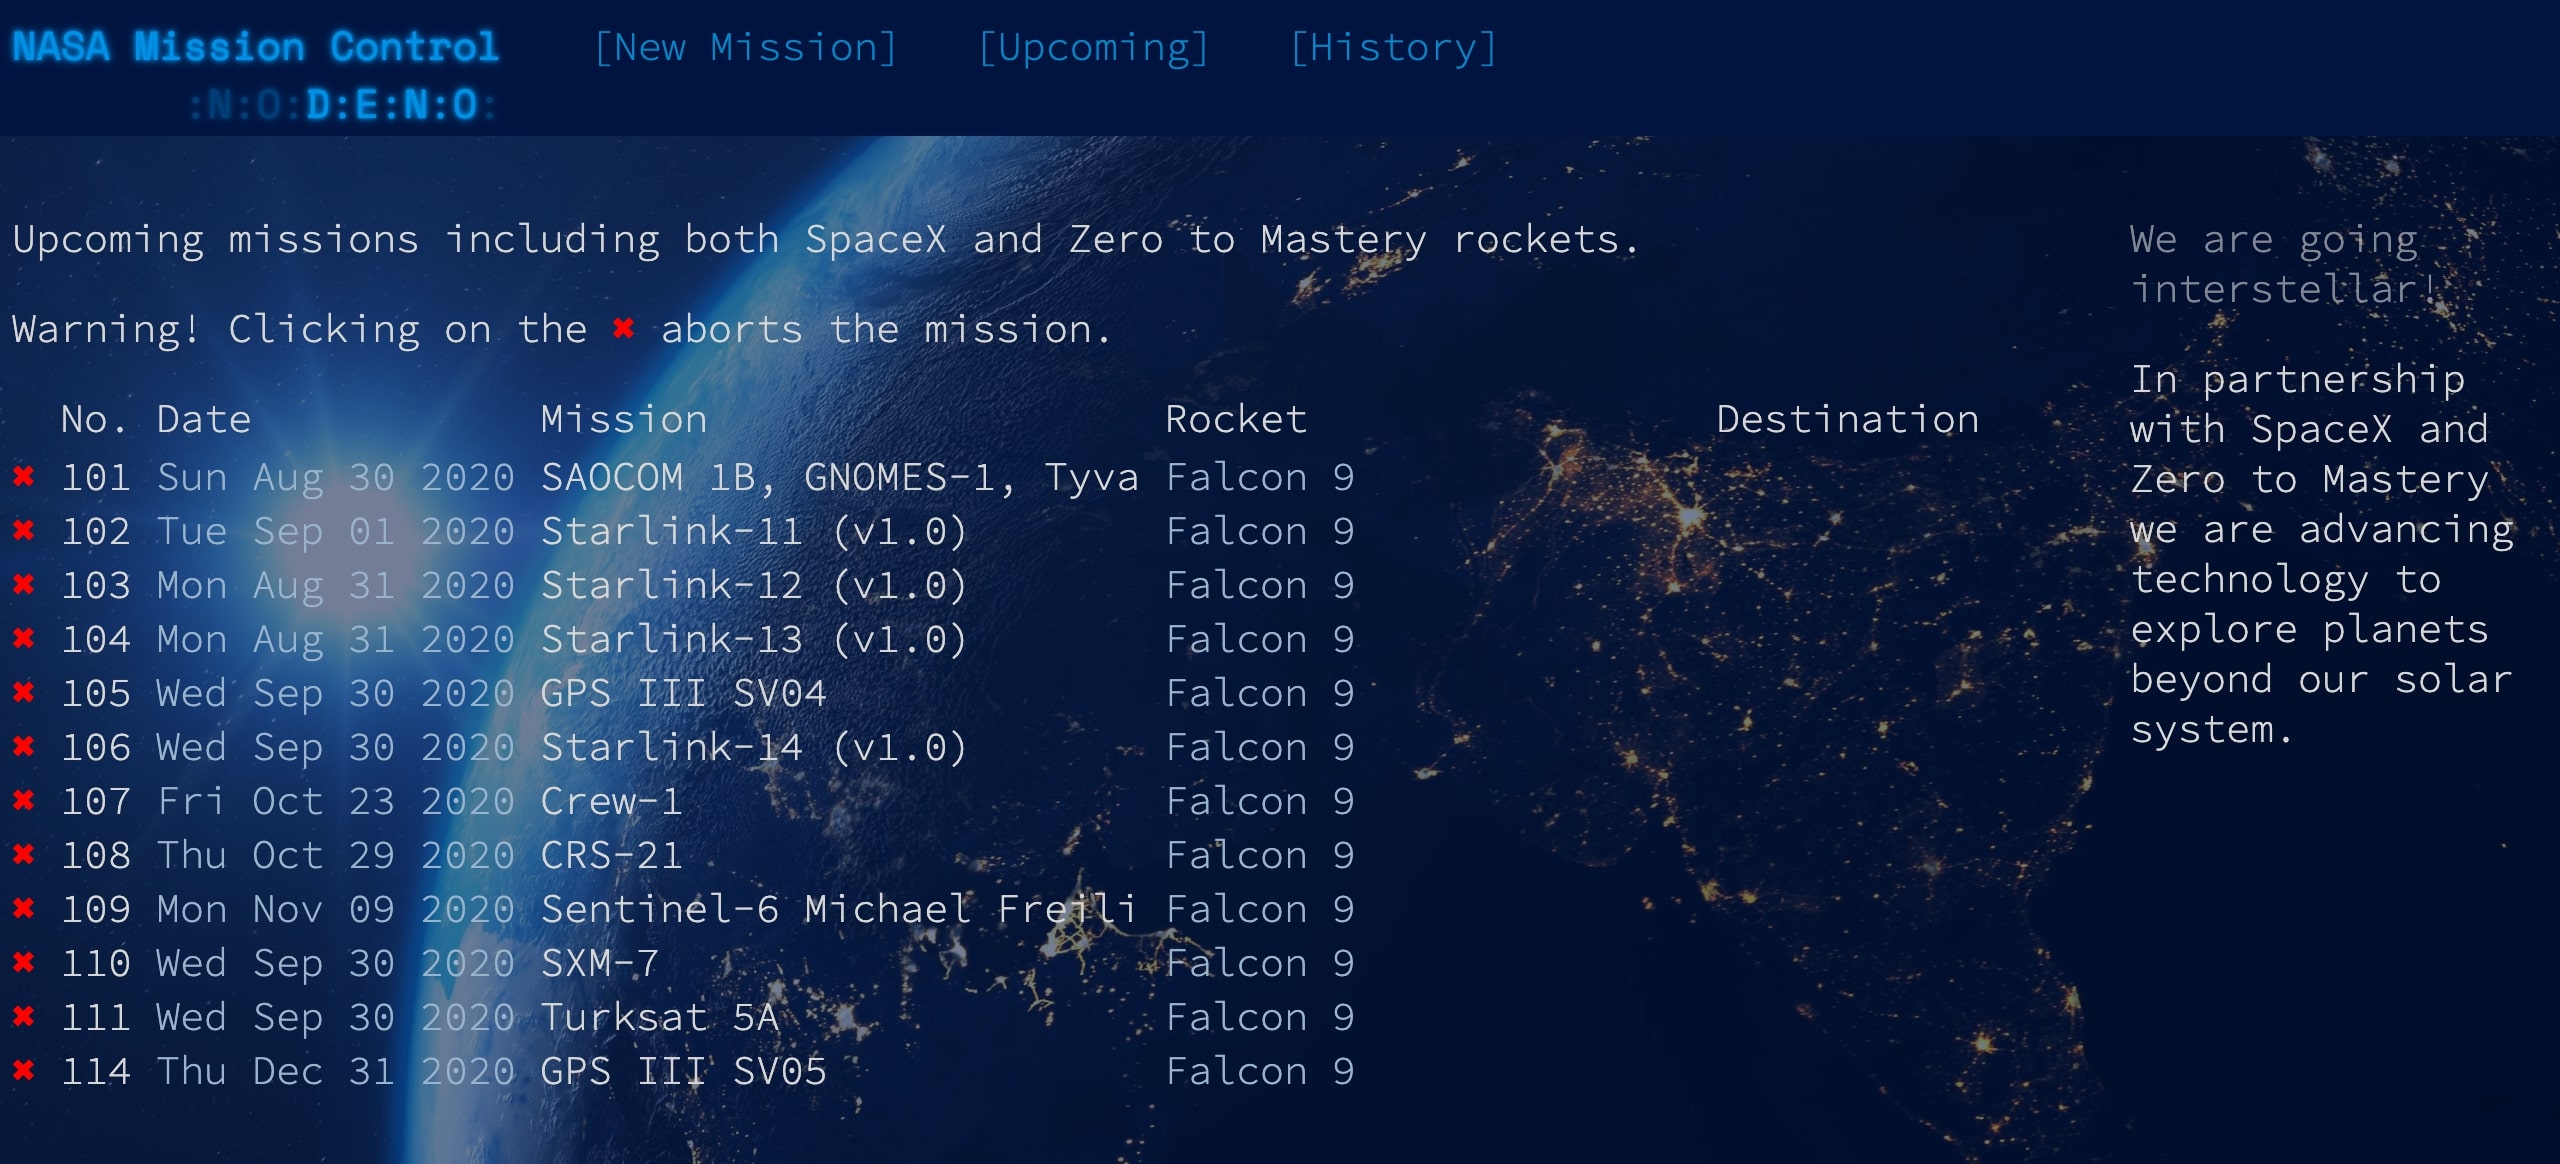 NASA Mission Control [New Mission] [Upcoming] [History]
:N:O:D:E:N:O:
Upcoming missions including both SpaceX and Zero to Mastery rockets.
Warning! Clicking on the ✖ aborts the mission.
No. Date Mission Rocket Destination
✖ 101 Sun Aug 30 2020 SAOCOM 1B, GNOMES-1, Tyva Falcon 9
✖ 102 Tue Sep 01 2020 Starlink-11 (v1.0) Falcon 9
✖ 103 Mon Aug 31 2020 Starlink-12 (v1.0) Falcon 9
✖ 104 Mon Aug 31 2020 Starlink-13 (v1.0) Falcon 9
✖ 105 Wed Sep 30 2020 GPS III SV04 Falcon 9
✖ 106 Wed Sep 30 2020 Starlink-14 (v1.0) Falcon 9
✖ 107 Fri Oct 23 2020 Crew-1 Falcon 9
✖ 108 Thu Oct 29 2020 CRS-21 Falcon 9
✖ 109 Mon Nov 09 2020 Sentinel-6 Michael Freili Falcon 9
✖ 110 Wed Sep 30 2020 SXM-7 Falcon 9
✖ 111 Wed Sep 30 2020 Turksat 5A Falcon 9
✖ 114 Thu Dec 31 2020 GPS III SV05 Falcon 9
We are going
interstellar!
In partnership
with SpaceX and
Zero to Mastery
we are advancing
technology to
explore planets
beyond our solar
system.